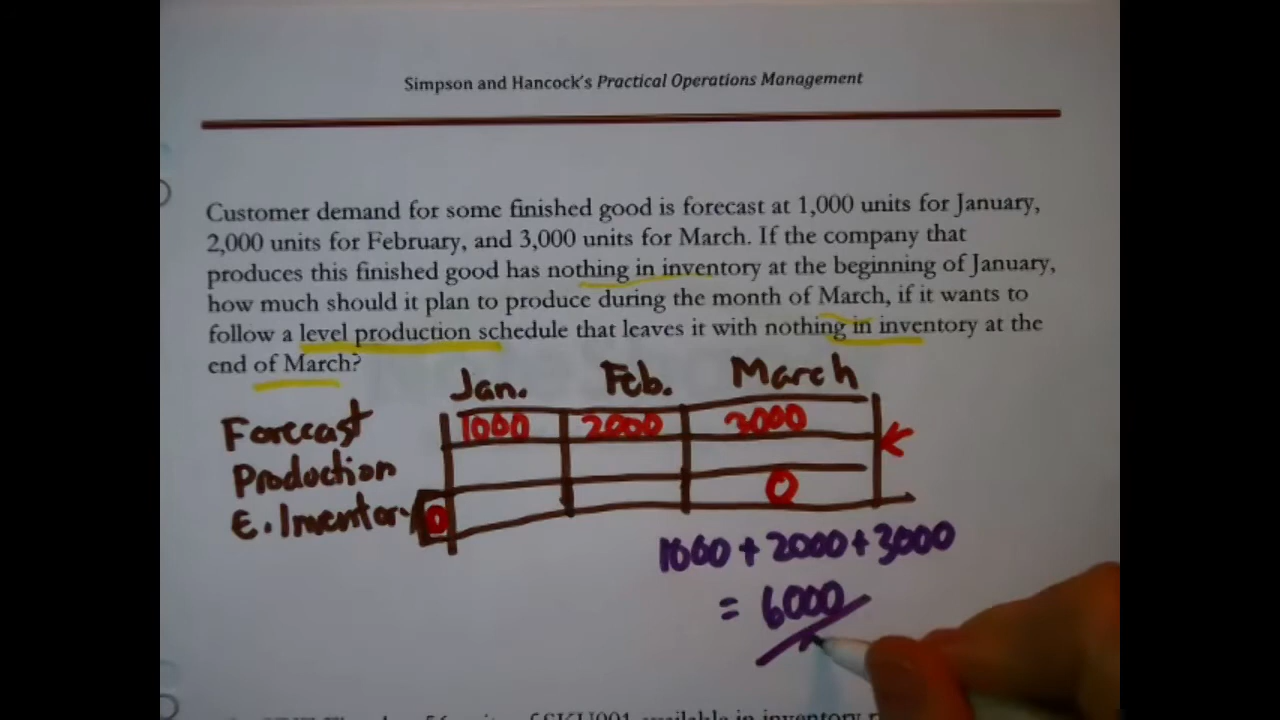 Simpson and Hancock's Practical Operations Management
Customer demand for some finished good is forecast at 1,000 units for January,
2,000 units for February, and 3,000 units for March. If the company that
produces this finished good has nothing in inventory at the beginning of January,
how much should it plan to produce during the month of March, if it wants to
follow a level production schedule that leaves it with nothing in inventory at the
end of March?
Jan. Feb. March
Forecast 1000 2000 3000
Production
E. Inventory 0 0
1000 + 2000 + 3000
= 6000
available in inventory